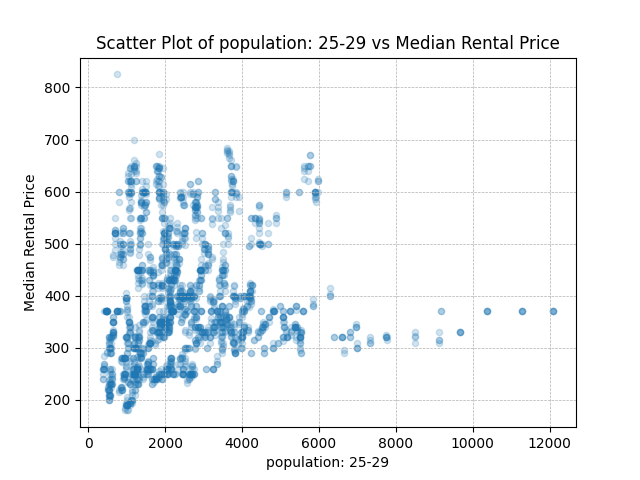 Scatter Plot of population: 25-29 vs Median Rental Price
800
700
600
500
400
300
200
Median Rental Price
0 2000 4000 6000 8000 10000 12000
population: 25-29